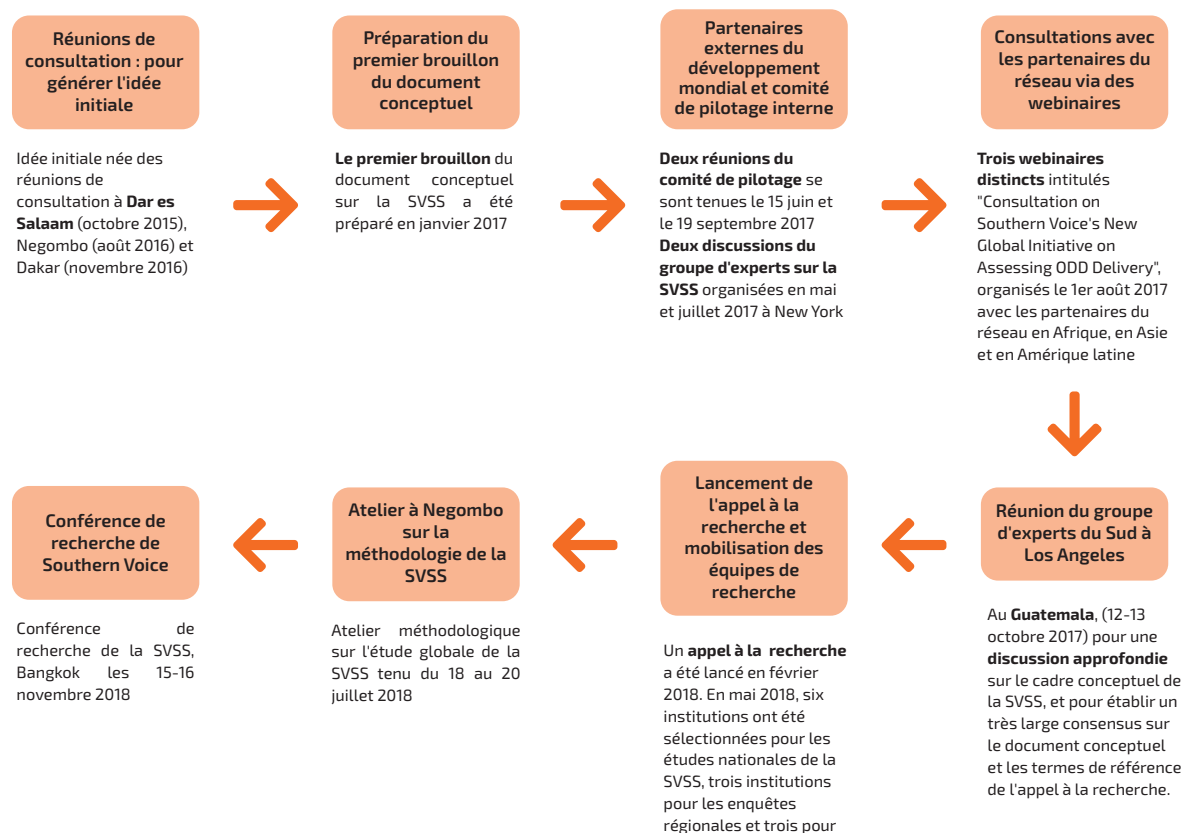 Réunions de
consultation : pour
générer l'idée
initiale
Idée initiale née des
réunions de
consultation à Dar es
Salaam (octobre 2015),
Negombo (août 2016) et
Dakar (novembre 2016)
Préparation du
premier brouillon
du document
conceptuel
Le premier brouillon du
document conceptuel
sur la SVSS a été
préparé en janvier 2017
Partenaires
externes du
développement
mondial et comité
de pilotage interne
Deux réunions du
comité de pilotage se
sont tenues le 15 juin et
le 19 septembre 2017
Deux discussions du
groupe d'experts sur la
SVSS organisées en mai
et juillet 2017 à New York
Consultations avec
les partenaires du
réseau via des
webinaires
Trois webinaires
distincts intitulés
"Consultation on
Southern Voice's New
Global Initiative on
Assessing ODD Delivery",
organisés le 1er août 2017
avec les partenaires du
réseau en Afrique, en Asie
et en Amérique latine
Réunion du groupe
d'experts du Sud à
Los Angeles
Au Guatemala, (12-13
octobre 2017) pour une
discussion approfondie
sur le cadre conceptuel de
la SVSS, et pour établir un
très large consensus sur
le document conceptuel
et les termes de référence
de l'appel à la recherche.
Lancement de
l'appel à la
recherche et
mobilisation des
équipes de
recherche
Un appel à la recherche
a été lancé en février
2018. En mai 2018, six
institutions ont été
sélectionnées pour les
études nationales de la
SVSS, trois institutions
pour les enquêtes
régionales et trois pour
Atelier à Negombo
sur la
méthodologie de la
SVSS
Atelier méthodologique
sur l'étude globale de la
SVSS tenu du 18 au 20
juillet 2018
Conférence de
recherche de
Southern Voice
Conférence de
recherche de la SVSS,
Bangkok les 15-16
novembre 2018